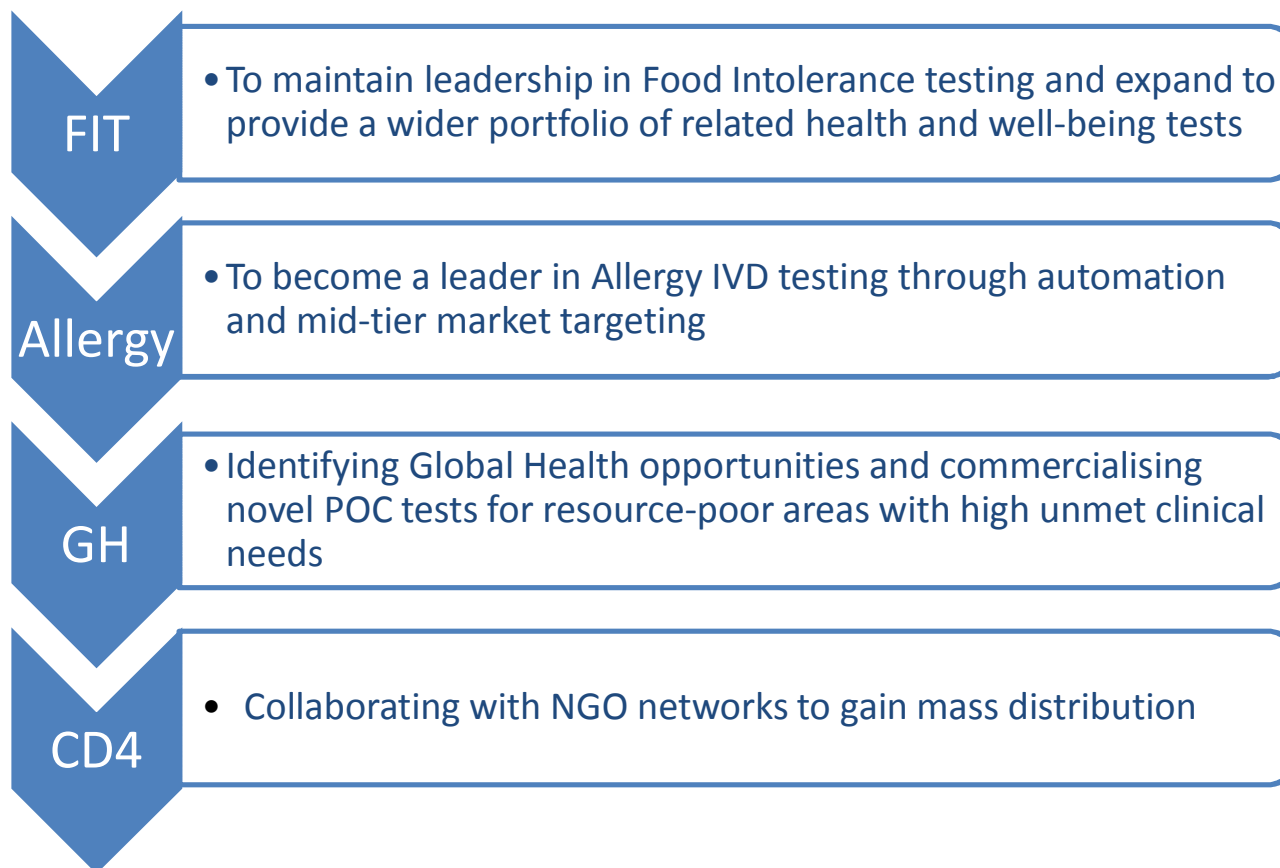 FIT
• To maintain leadership in Food Intolerance testing and expand to
provide a wider portfolio of related health and well-being tests
Allergy
• To become a leader in Allergy IVD testing through automation
and mid-tier market targeting
GH
• Identifying Global Health opportunities and commercialising
novel POC tests for resource-poor areas with high unmet clinical
needs
CD4
• Collaborating with NGO networks to gain mass distribution